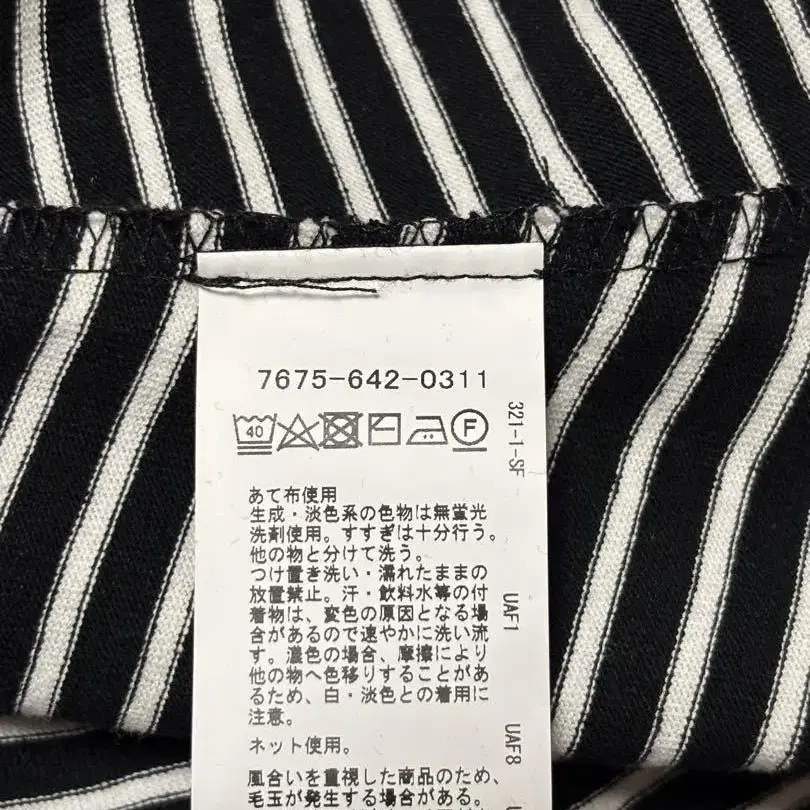 7675-642-0311
40
F
321-1-SF
あて布使用
生成・淡色系の色物は無蛍光
洗剤使用。すすぎは十分行う。
他の物と分けて洗う。
つけ置き洗い・濡れたままの
放置禁止。汗・飲料水等の付
着物は、変色の原因となる場
合があるので速やかに洗い流
す。濃色の場合、摩擦により
他の物へ色移りすることがあ
るため、白・淡色との着用に
注意。
ネット使用。
風合いを重視した商品のため、
毛玉が発生する場合がある。
UAF1
UAF8